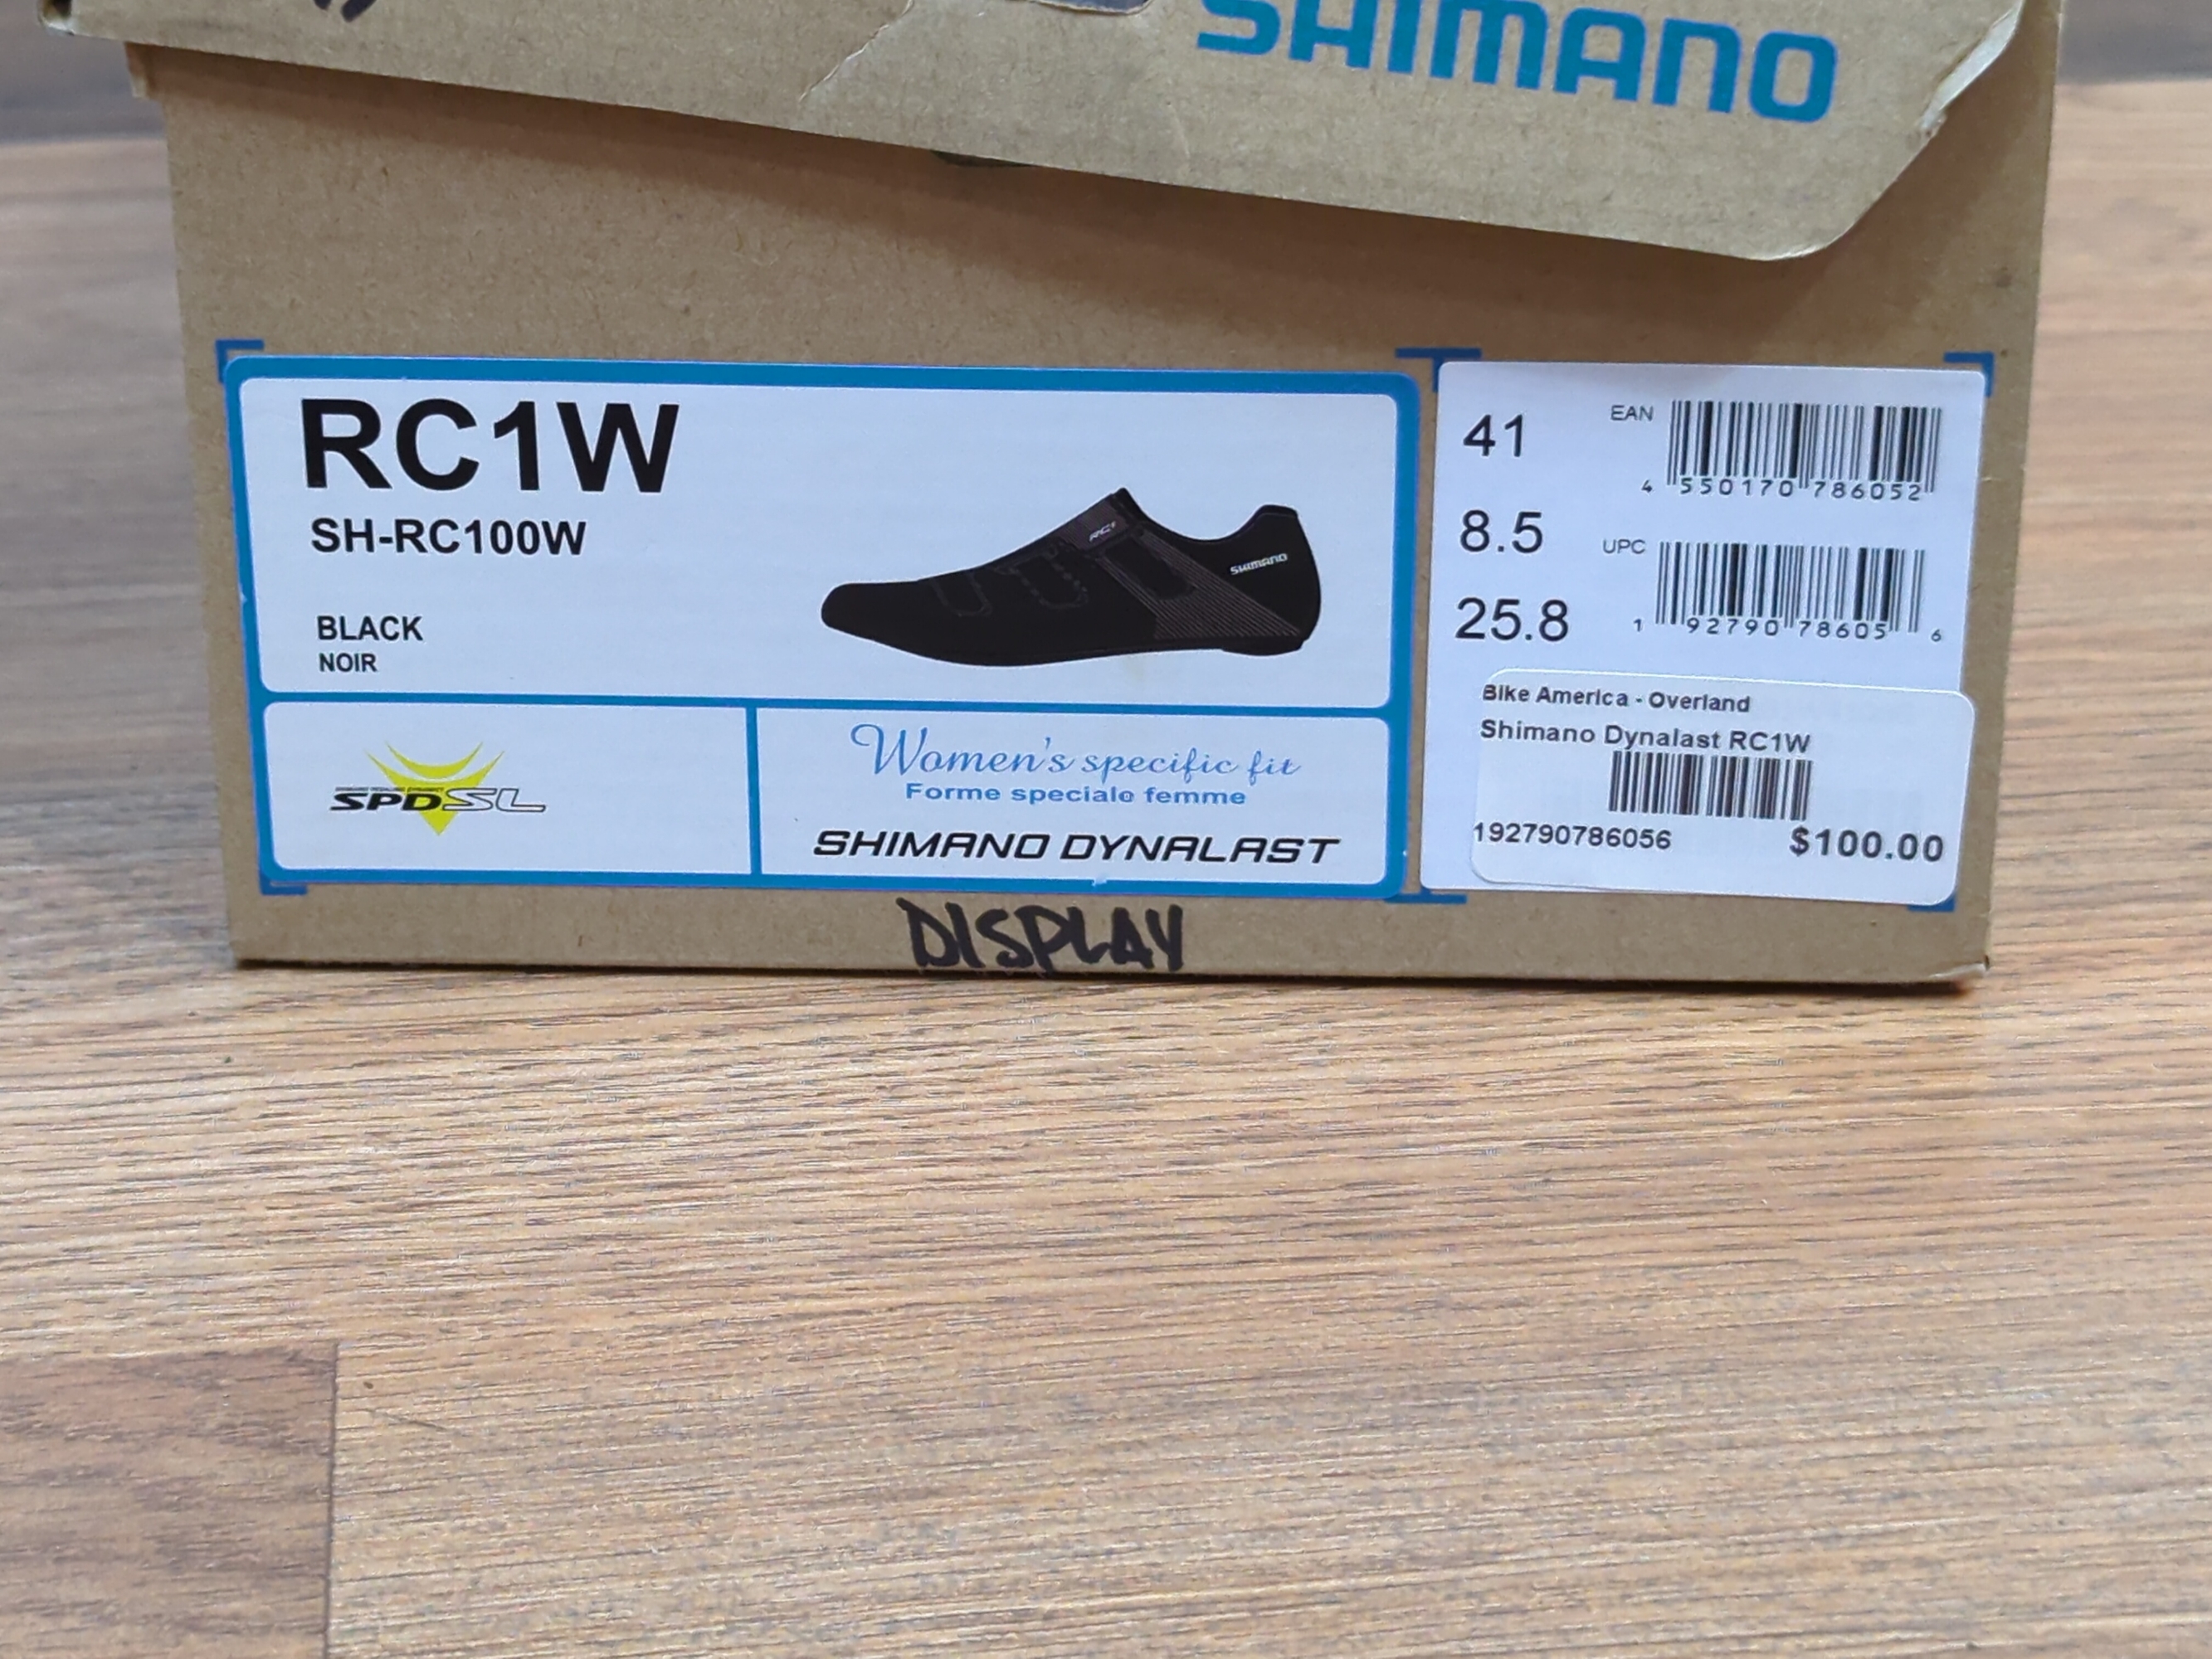 SHIMANO
RC1W
SH-RC100W
BLACK
NOIR
RC1
SHIMANO
SPD-SL
Women's specific fit
Forme speciale femme
SHIMANO DYNALAST
41
8.5
25.8
EAN
4 550170 786052
UPC
1 92790 78605 6
Bike America - Overland
Shimano Dynalast RC1W
192790786056
$100.00
DISPLAY